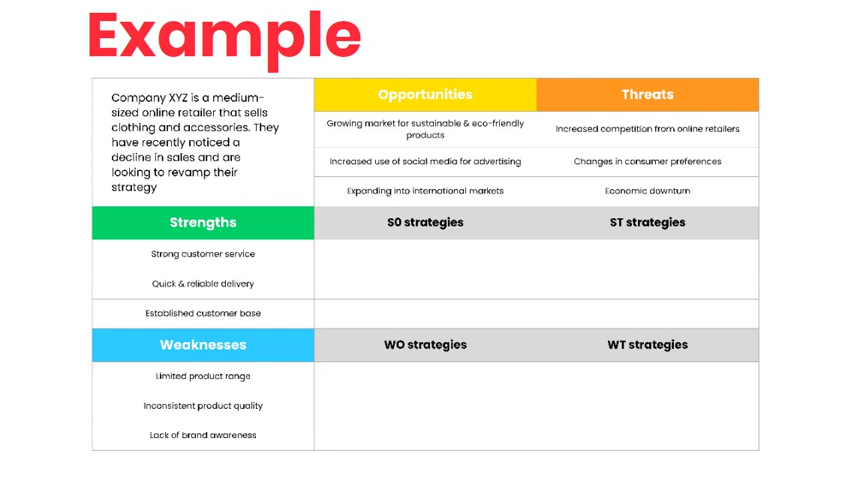 Example
Company XYZ is a medium-
sized online retailer that sells
clothing and accessories. They
have recently noticed a
decline in sales and are
looking to revamp their
strategy
Opportunities
Threats
Growing market for sustainable & eco-friendly
products
Increased competition from online retailers
Increased use of social media for advertising
Changes in consumer preferences
Expanding into international markets
Economic downturn
Strengths
S0 strategies
ST strategies
Strong customer service
Quick & reliable delivery
Established customer base
Weaknesses
WO strategies
WT strategies
Limited product range
Inconsistent product quality
Lack of brand awareness